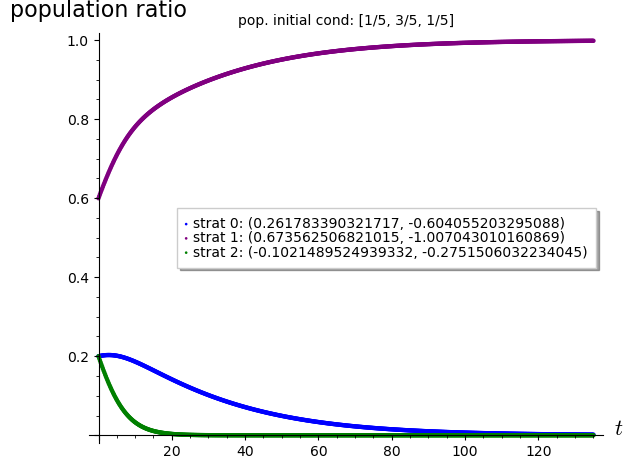 population ratio
pop. initial cond: [1/5, 3/5, 1/5]
1.0
0.8
0.6
strat 0: (0.261783390321717, -0.604055203295088)
strat 1: (0.673562506821015, -1.007043010160869)
strat 2: (-0.1021489524939332, -0.2751506032234045)
0.4
0.2
t
20 40 60 80 100 120